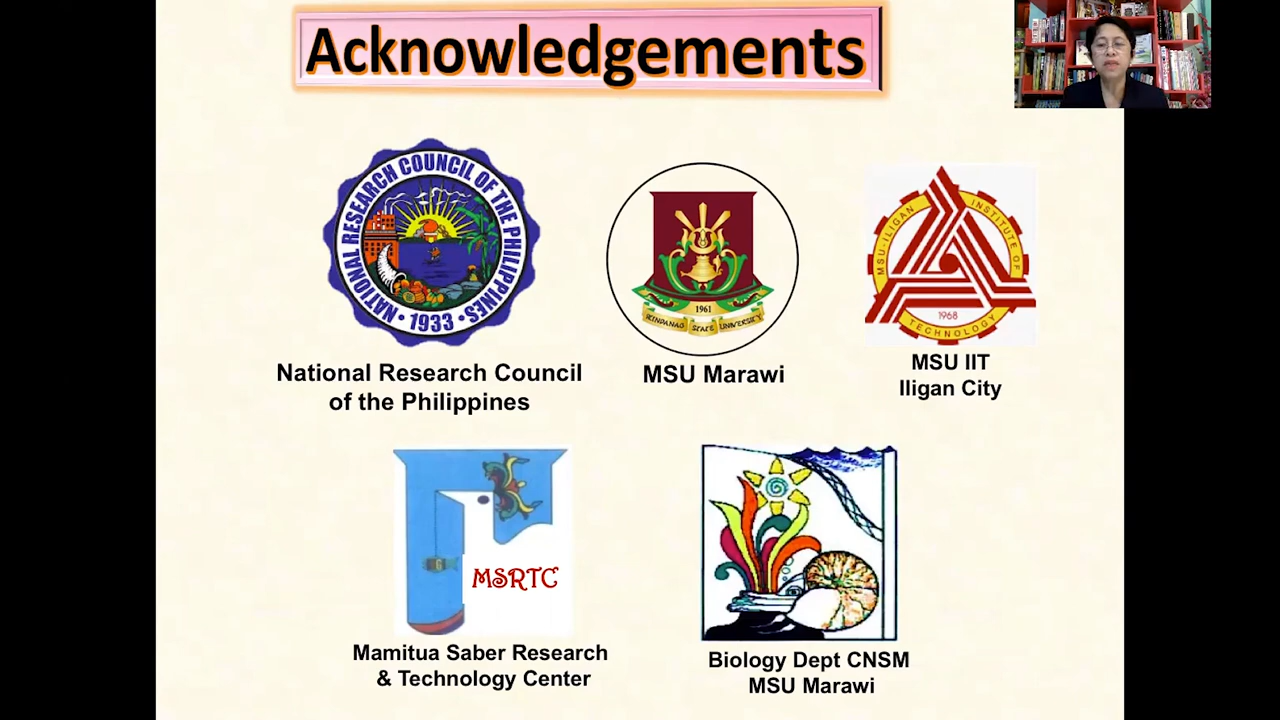 Acknowledgements
NATIONAL RESEARCH COUNCIL OF THE PHILIPPINES
• 1933 •
1961
MINDANAO STATE UNIVERSITY
MSU-ILIGAN INSTITUTE OF
1968
TECHNOLOGY
National Research Council
of the Philippines
MSU Marawi
MSU IIT
Iligan City
MSRTC
Mamitua Saber Research
& Technology Center
Biology Dept CNSM
MSU Marawi